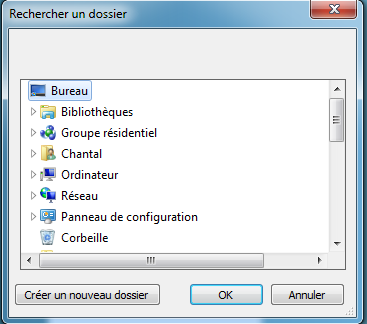 Rechercher un dossier
Bureau
Bibliothèques
Groupe résidentiel
Chantal
Ordinateur
Réseau
Panneau de configuration
Corbeille
Créer un nouveau dossier
OK
Annuler